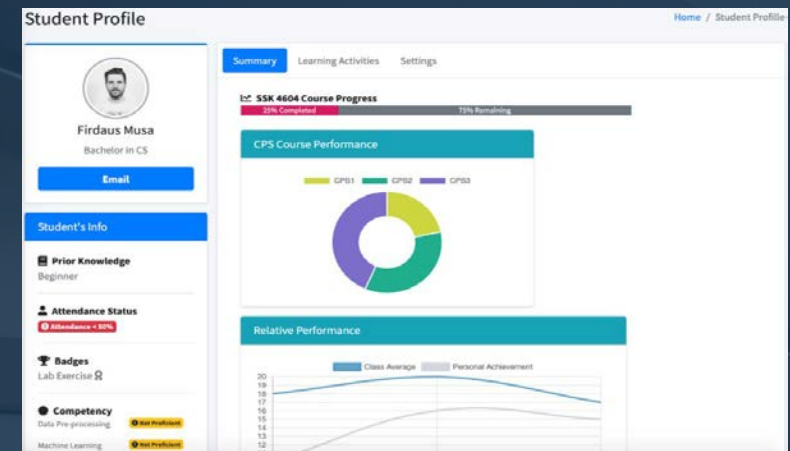 Student Profile
Home / Student Profille
Firdaus Musa
Bachelor in CS
Email
Student's Info
Prior Knowledge
Beginner
Attendance Status
Attendance < 50%
Badges
Lab Exercise
Competency
Data Pre-processing
Not Proficient
Machine Learning
Not Proficient
Summary
Learning Activities
Settings
SSK 4604 Course Progress
25% Completed
75% Remaining
CPS Course Performance
CPS1
CPS2
CPS3
Relative Performance
Class Average
Personal Achievement
20
19
18
17
16
15
14
13
12